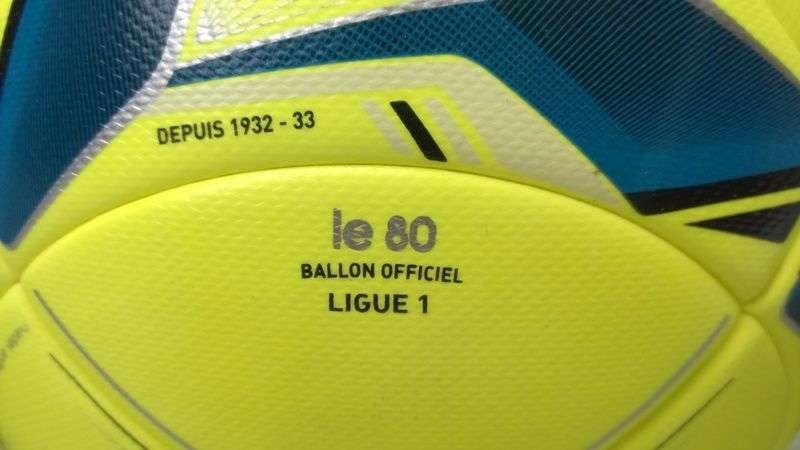 DEPUIS 1932 - 33
le 80
BALLON OFFICIEL
LIGUE 1